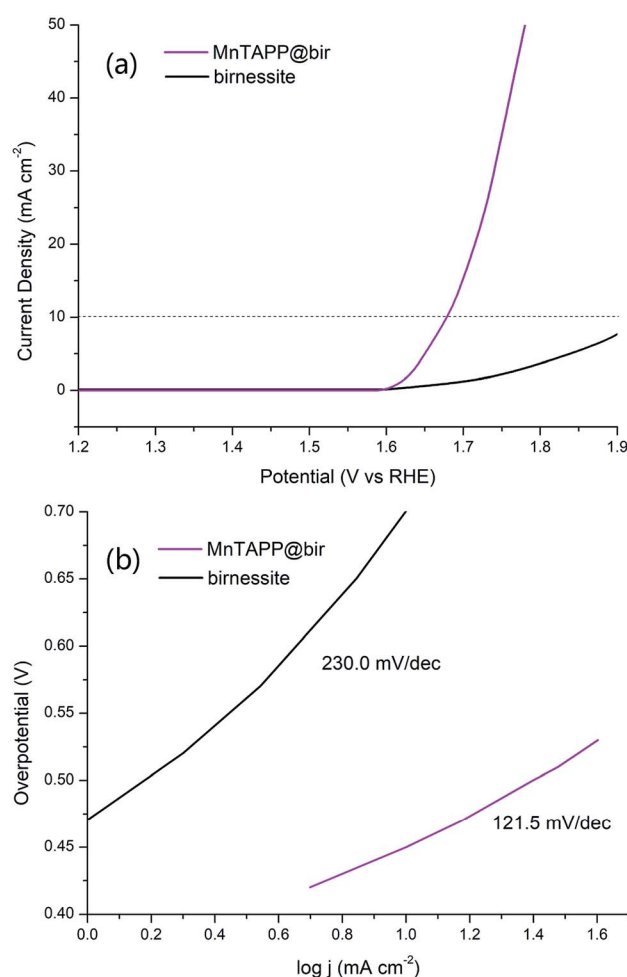 50
40
30
20
10
0
Current Density (mA cm⁻²)
(a)
MnTAPP@bir
birnessite
1.2 1.3 1.4 1.5 1.6 1.7 1.8 1.9
Potential (V vs RHE)
0.70
0.65
0.60
0.55
0.50
0.45
0.40
Overpotential (V)
(b)
MnTAPP@bir
birnessite
230.0 mV/dec
121.5 mV/dec
0.0 0.2 0.4 0.6 0.8 1.0 1.2 1.4 1.6
log j (mA cm⁻²)